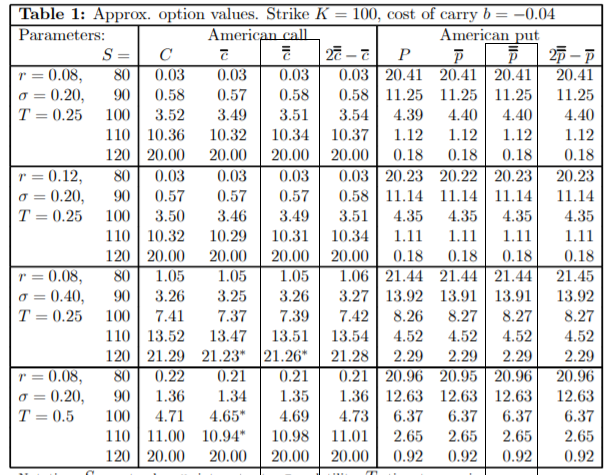 Table 1: Approx. option values. Strike K = 100, cost of carry b = −0.04
Parameters: American call American put
S = C c̅ c̿ 2c̿ − c̅ P p̅ p̿ 2p̿ − p̅
r = 0.08, 80 0.03 0.03 0.03 0.03 20.41 20.41 20.41 20.41
σ = 0.20, 90 0.58 0.57 0.58 0.58 11.25 11.25 11.25 11.25
T = 0.25 100 3.52 3.49 3.51 3.54 4.39 4.40 4.40 4.40
110 10.36 10.32 10.34 10.37 1.12 1.12 1.12 1.12
120 20.00 20.00 20.00 20.00 0.18 0.18 0.18 0.18
r = 0.12, 80 0.03 0.03 0.03 0.03 20.23 20.22 20.23 20.23
σ = 0.20, 90 0.57 0.57 0.57 0.58 11.14 11.14 11.14 11.14
T = 0.25 100 3.50 3.46 3.49 3.51 4.35 4.35 4.35 4.35
110 10.32 10.29 10.31 10.34 1.11 1.11 1.11 1.11
120 20.00 20.00 20.00 20.00 0.18 0.18 0.18 0.18
r = 0.08, 80 1.05 1.05 1.05 1.06 21.44 21.44 21.44 21.45
σ = 0.40, 90 3.26 3.25 3.26 3.27 13.92 13.91 13.91 13.92
T = 0.25 100 7.41 7.37 7.39 7.42 8.26 8.27 8.27 8.27
110 13.52 13.47 13.51 13.54 4.52 4.52 4.52 4.52
120 21.29 21.23* 21.26* 21.28 2.29 2.29 2.29 2.29
r = 0.08, 80 0.22 0.21 0.21 0.21 20.96 20.95 20.96 20.96
σ = 0.20, 90 1.36 1.34 1.35 1.36 12.63 12.63 12.63 12.63
T = 0.5 100 4.71 4.65* 4.69 4.73 6.37 6.37 6.37 6.37
110 11.00 10.94* 10.98 11.01 2.65 2.65 2.65 2.65
120 20.00 20.00 20.00 20.00 0.92 0.92 0.92 0.92